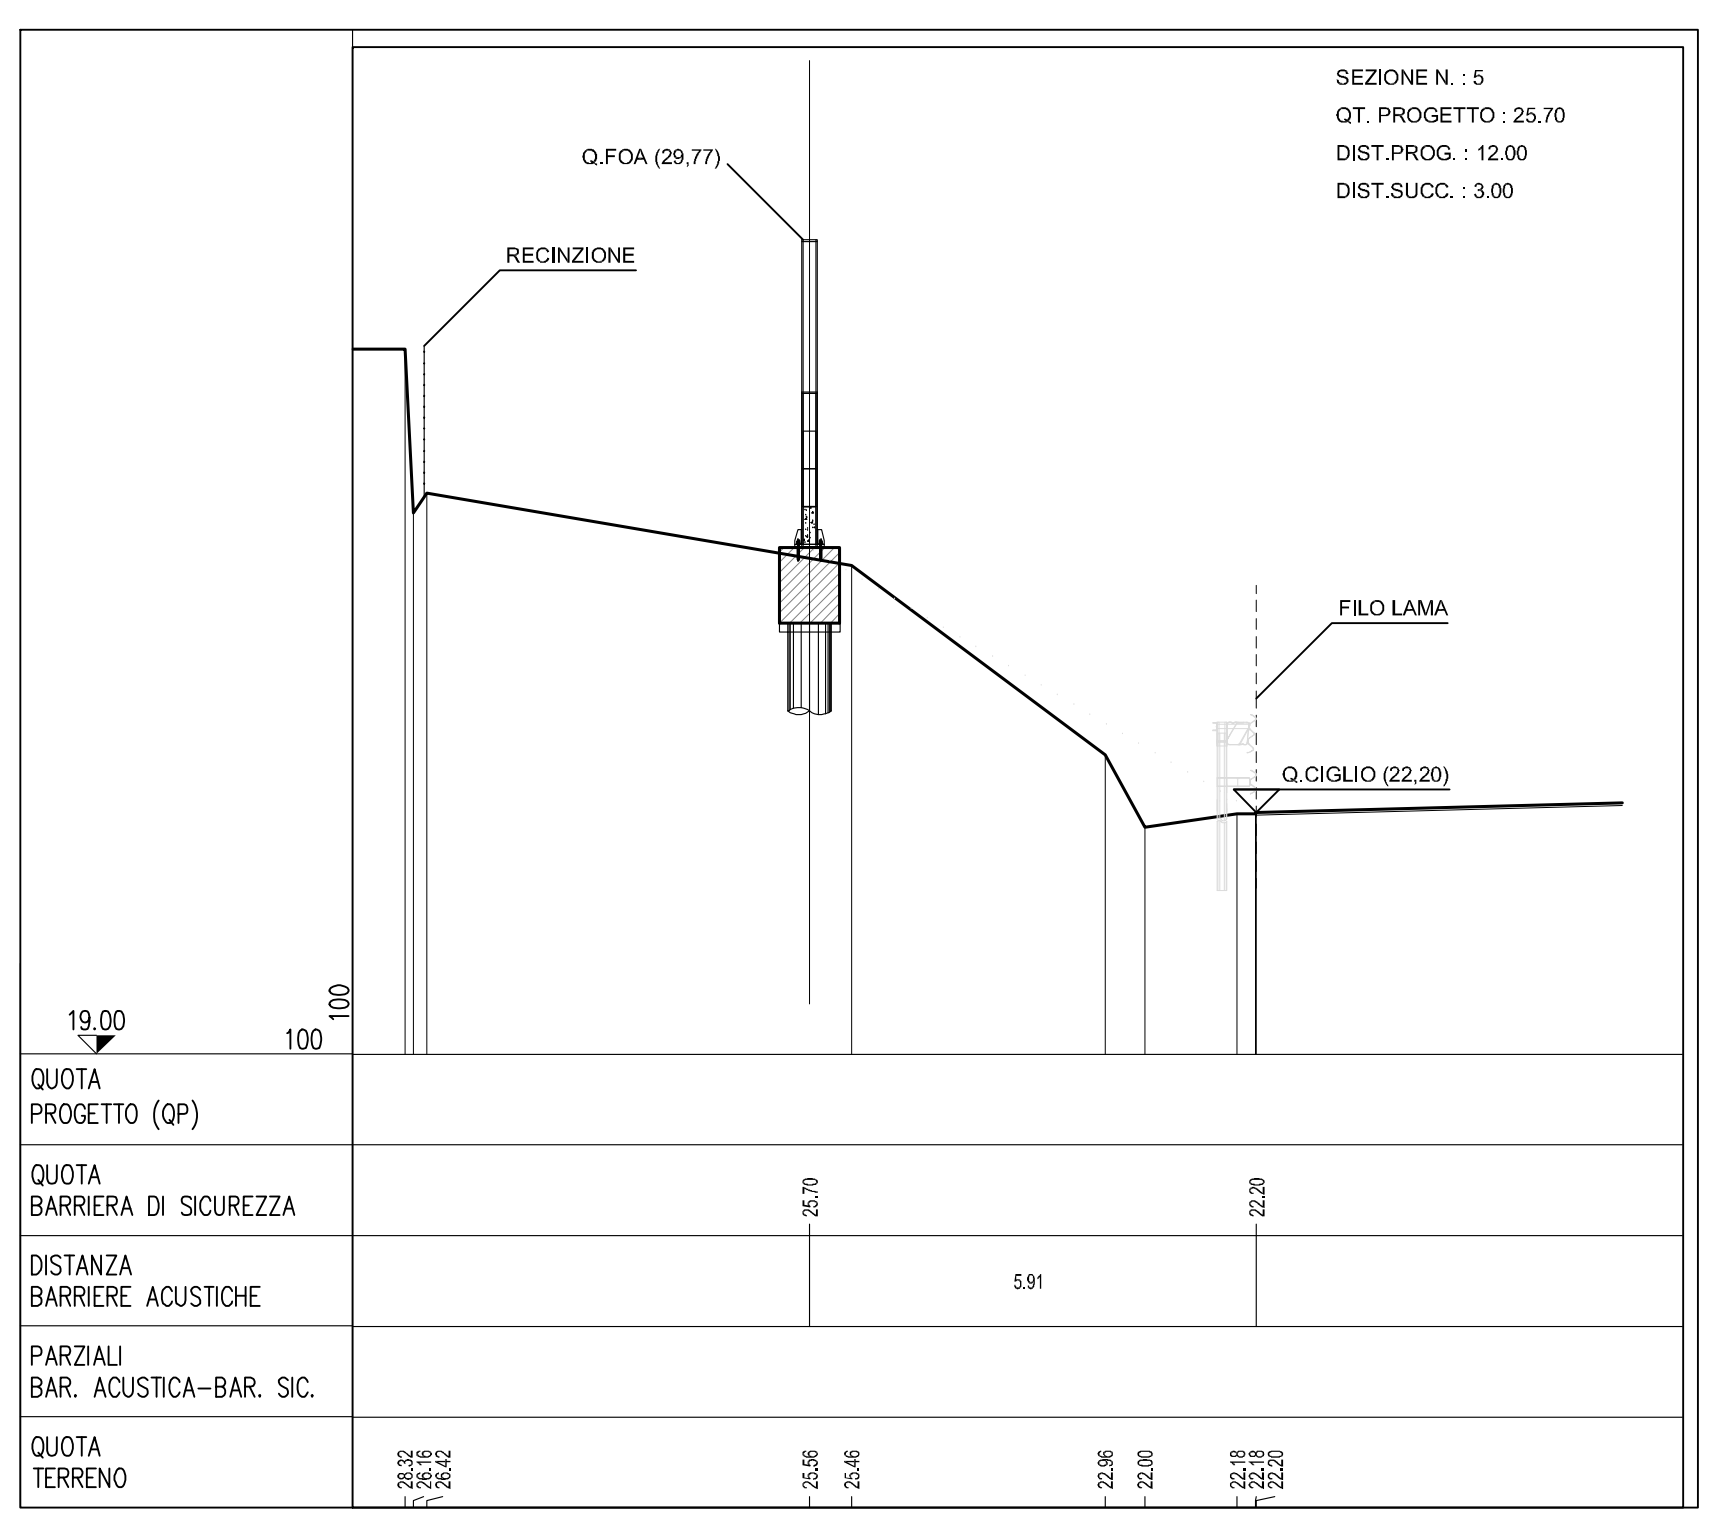 SEZIONE N. : 5
QT. PROGETTO : 25.70
DIST.PROG. : 12.00
DIST.SUCC. : 3.00
Q.FOA (29,77)
RECINZIONE
FILO LAMA
Q.CIGLIO (22,20)
100
19.00
100
QUOTA
PROGETTO (QP)
QUOTA
BARRIERA DI SICUREZZA
25.70
22.20
DISTANZA
BARRIERE ACUSTICHE
5.91
PARZIALI
BAR. ACUSTICA-BAR. SIC.
QUOTA
TERRENO
28.32
26.16
26.42
25.56
25.46
22.96
22.00
22.18
22.18
22.20